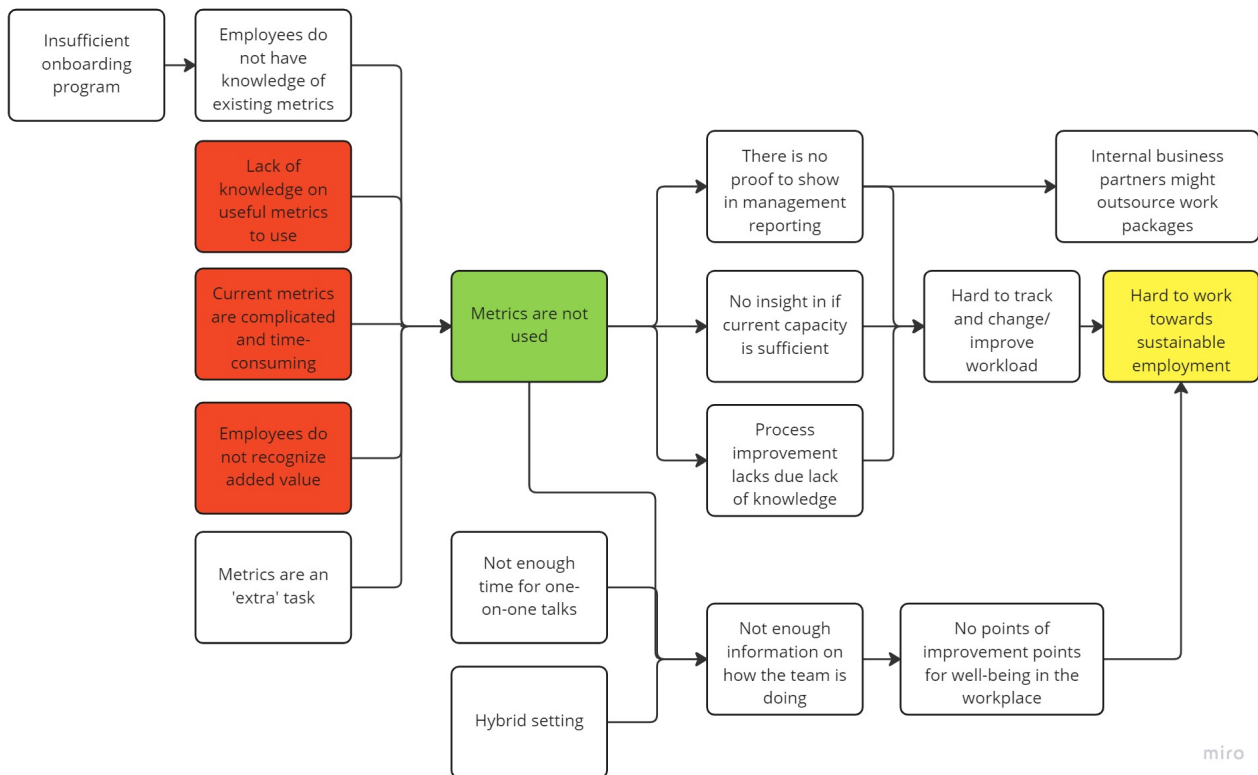 Insufficient
onboarding
program
Employees do
not have
knowledge of
existing metrics
Lack of
knowledge on
useful metrics
to use
Current metrics
are complicated
and time-
consuming
Employees do
not recognize
added value
Metrics are an
'extra' task
Metrics are not
used
Not enough
time for one-
on-one talks
Hybrid setting
There is no
proof to show
in management
reporting
No insight in if
current capacity
is sufficient
Process
improvement
lacks due lack
of knowledge
Not enough
information on
how the team is
doing
Internal business
partners might
outsource work
packages
Hard to track
and change/
improve
workload
Hard to work
towards
sustainable
employment
No points of
improvement points
for well-being in the
workplace
miro